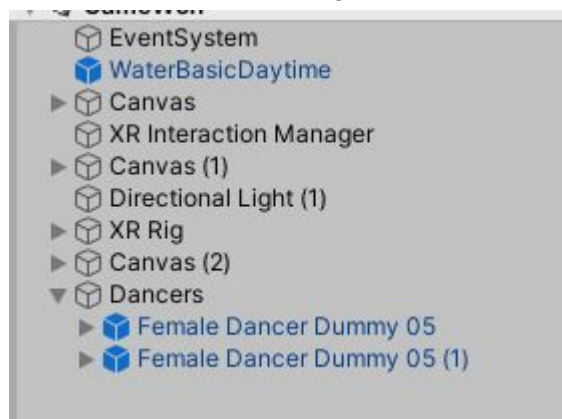 EventSystem
WaterBasicDaytime
Canvas
XR Interaction Manager
Canvas (1)
Directional Light (1)
XR Rig
Canvas (2)
Dancers
Female Dancer Dummy 05
Female Dancer Dummy 05 (1)